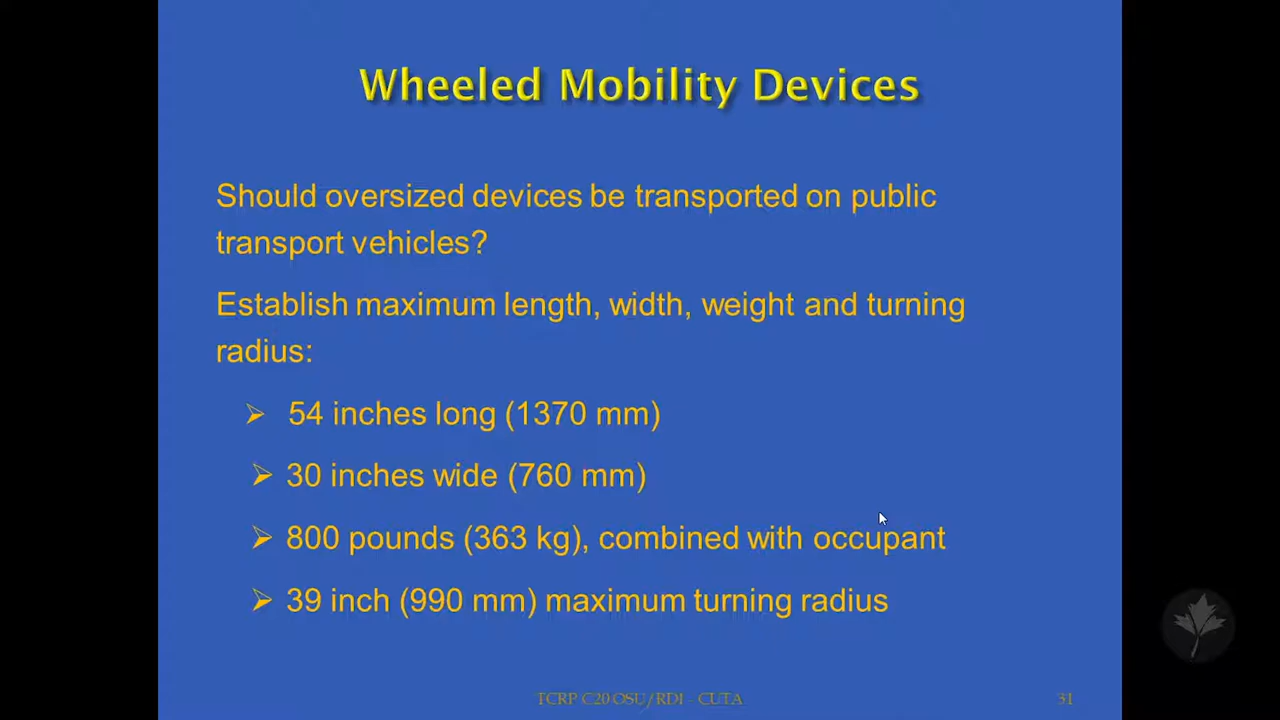 Wheeled Mobility Devices
Should oversized devices be transported on public
transport vehicles?
Establish maximum length, width, weight and turning
radius:
➢ 54 inches long (1370 mm)
➢ 30 inches wide (760 mm)
➢ 800 pounds (363 kg), combined with occupant
➢ 39 inch (990 mm) maximum turning radius
TCRP C20 OSU/RDI - CUTA
31